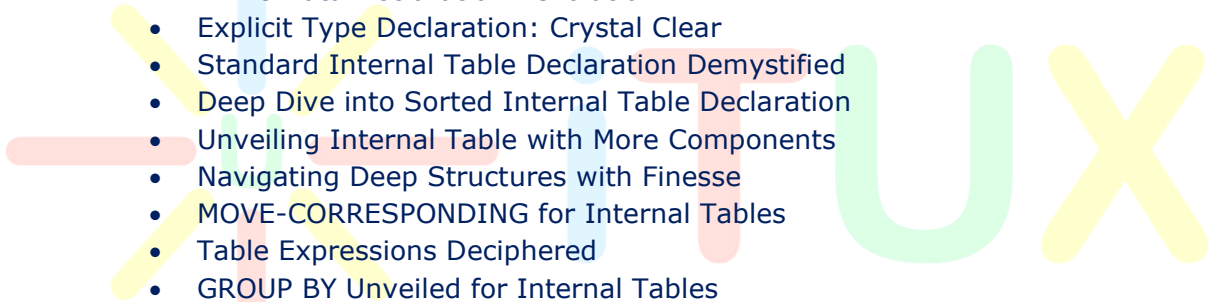 • Explicit Type Declaration: Crystal Clear
• Standard Internal Table Declaration Demystified
• Deep Dive into Sorted Internal Table Declaration
• Unveiling Internal Table with More Components
• Navigating Deep Structures with Finesse
• MOVE-CORRESPONDING for Internal Tables
• Table Expressions Deciphered
• GROUP BY Unveiled for Internal Tables
iTUX